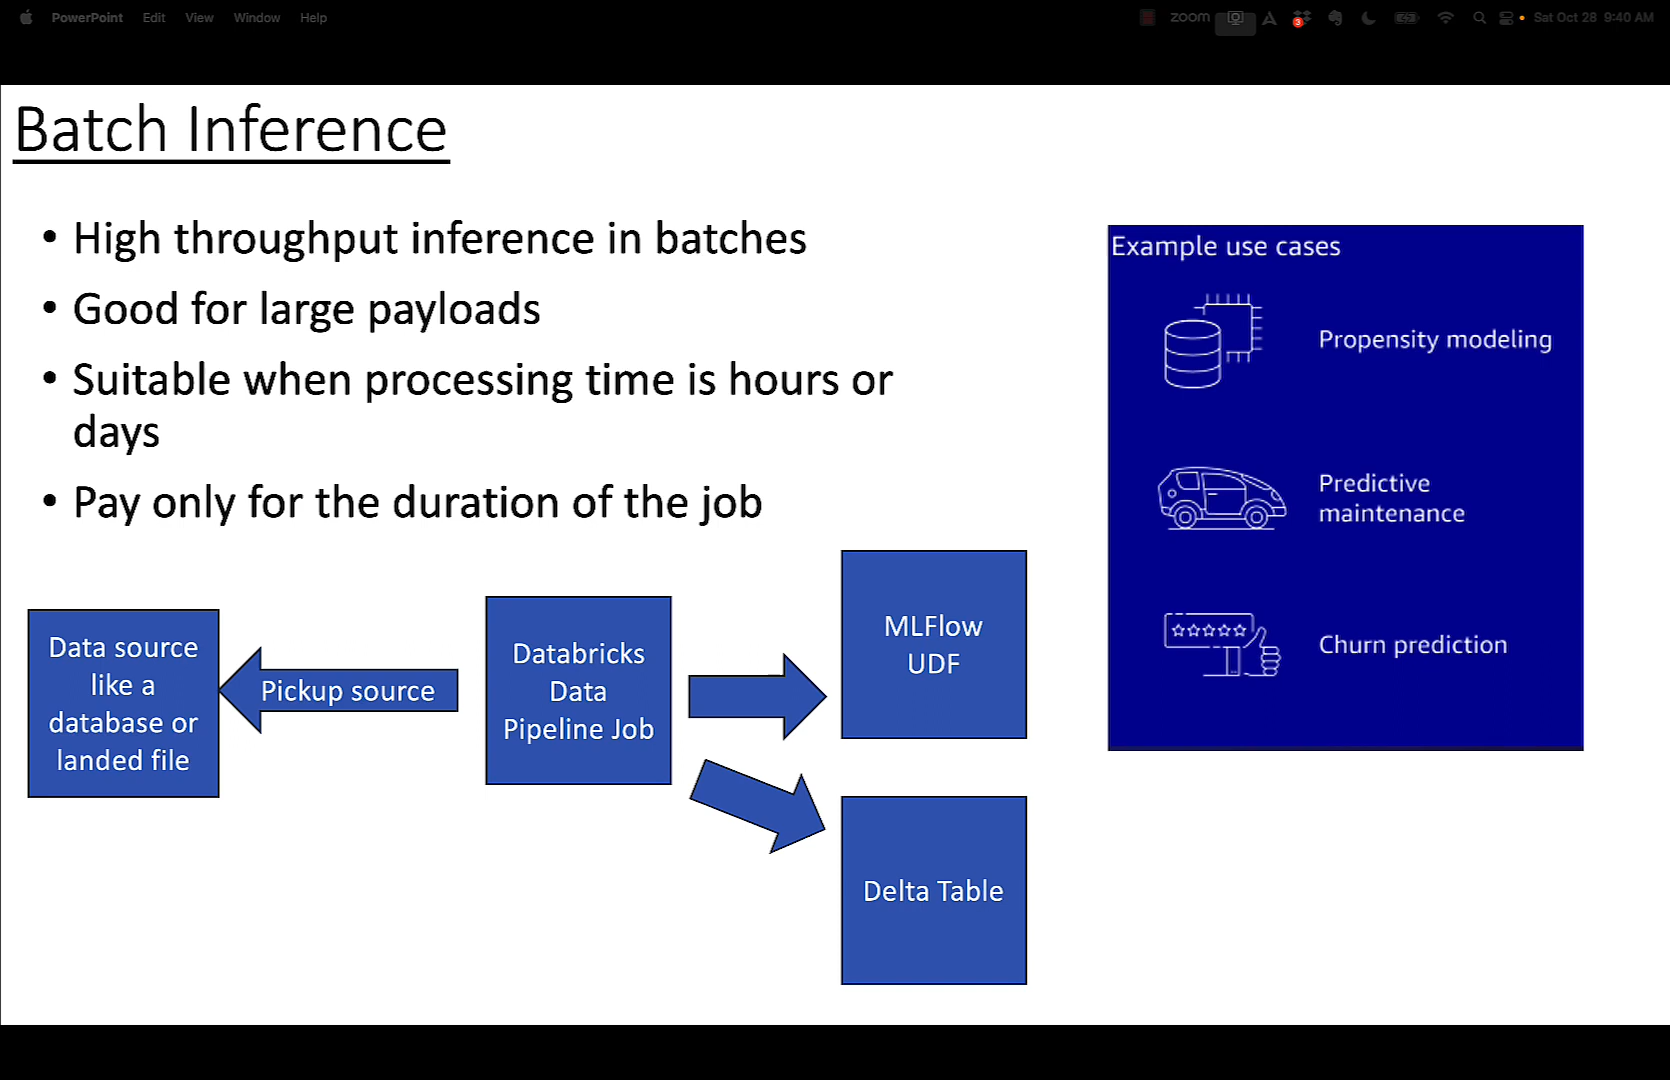 PowerPoint Edit View Window Help
zoom
3
Sat Oct 28 9:40 AM
Batch Inference
• High throughput inference in batches
• Good for large payloads
• Suitable when processing time is hours or
days
• Pay only for the duration of the job
Example use cases
Propensity modeling
Predictive
maintenance
Churn prediction
Data source
like a
database or
landed file
Pickup source
Databricks
Data
Pipeline Job
MLFlow
UDF
Delta Table